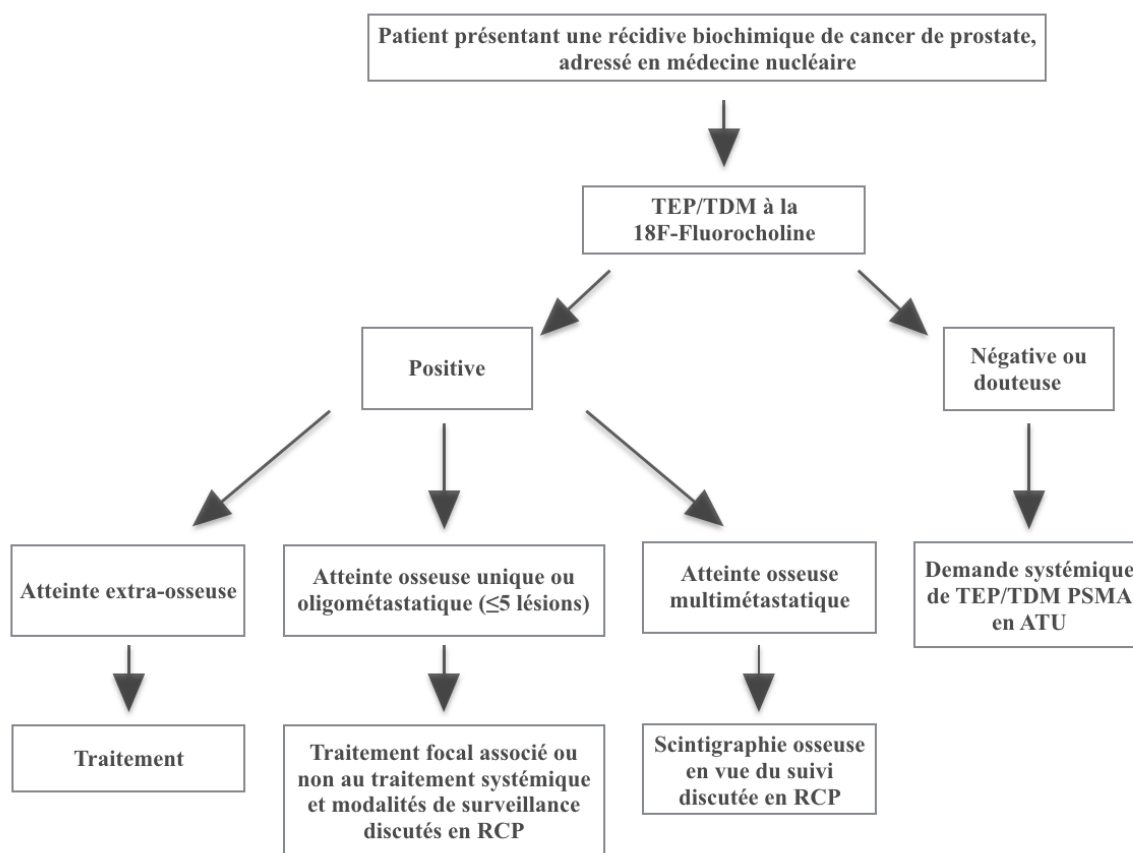 Patient présentant une récidive biochimique de cancer de prostate,
adressé en médecine nucléaire
TEP/TDM à la
18F-Fluorocholine
Positive
Négative ou
douteuse
Atteinte extra-osseuse
Atteinte osseuse unique ou
oligométastatique (≤5 lésions)
Atteinte osseuse
multimétastatique
Demande systémique
de TEP/TDM PSMA
en ATU
Traitement
Traitement focal associé ou
non au traitement systémique
et modalités de surveillance
discutés en RCP
Scintigraphie osseuse
en vue du suivi
discutée en RCP